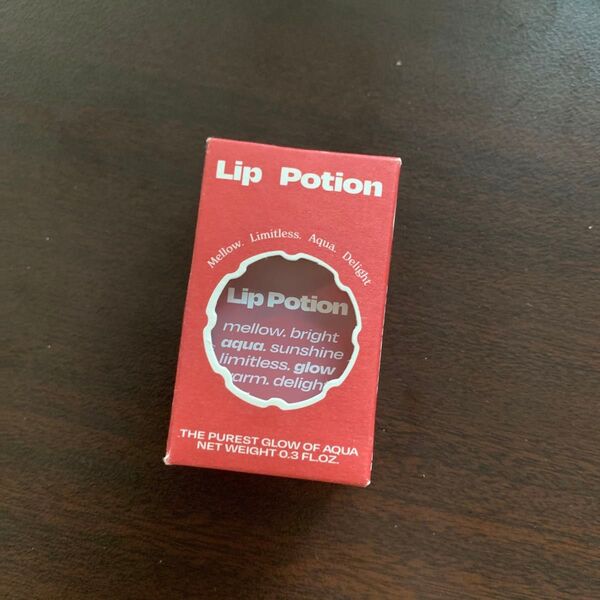 Lip Potion
Mellow. Limitless. Aqua. Delight
Lip Potion
mellow. bright
aqua. sunshine
limitless. glow
arm. deligh
.THE PUREST GLOW OF AQUA
NET WEIGHT 0.3 FL.OZ.